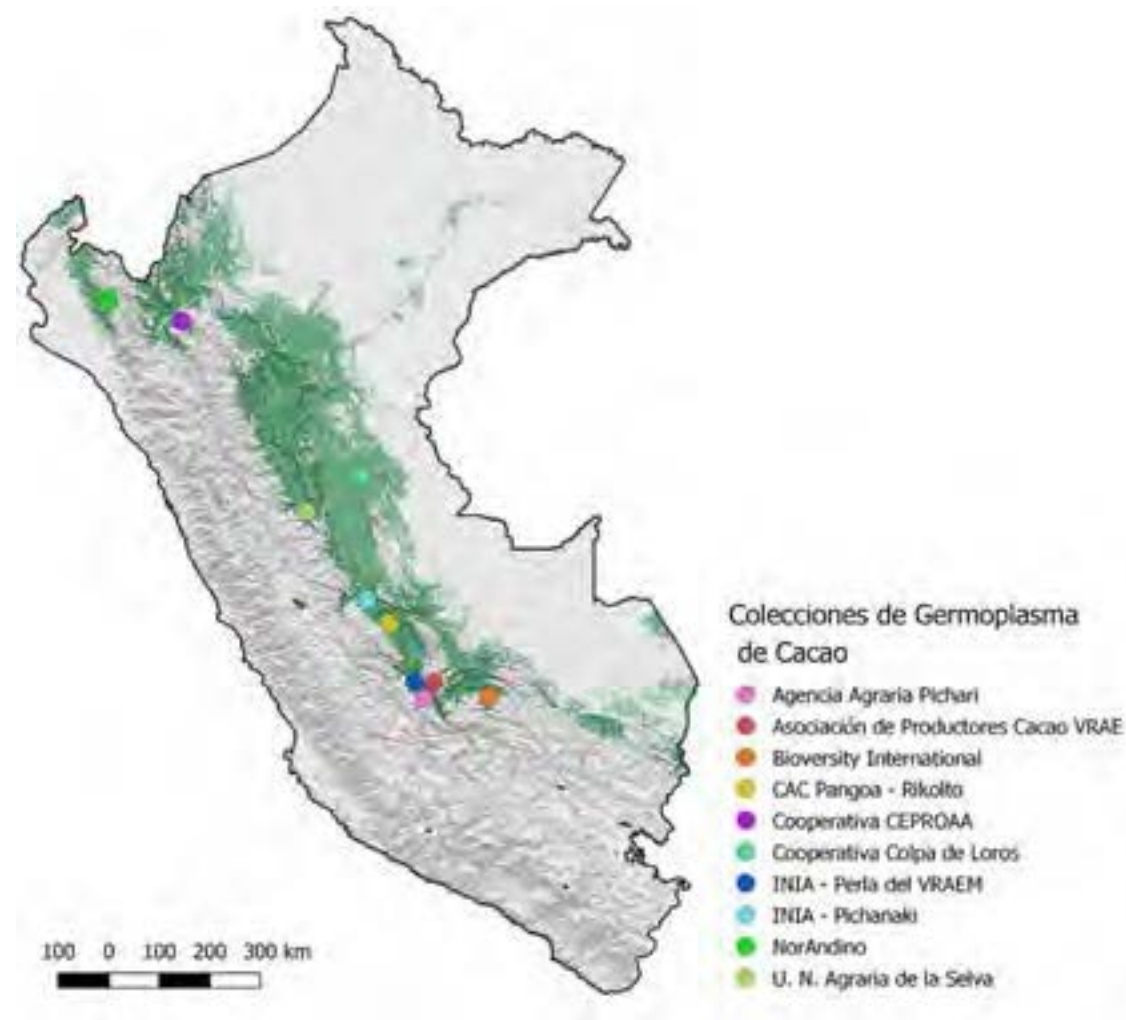 Colecciones de Germoplasma
de Cacao
Agencia Agraria Pichari
Asociación de Productores Cacao VRAE
Bioversity International
CAC Pangoa - Rikolto
Cooperativa CEPROAA
Cooperativa Colpa de Loros
INIA - Perla del VRAEM
INIA - Pichanaki
NorAndino
U. N. Agraria de la Selva
100 0 100 200 300 km